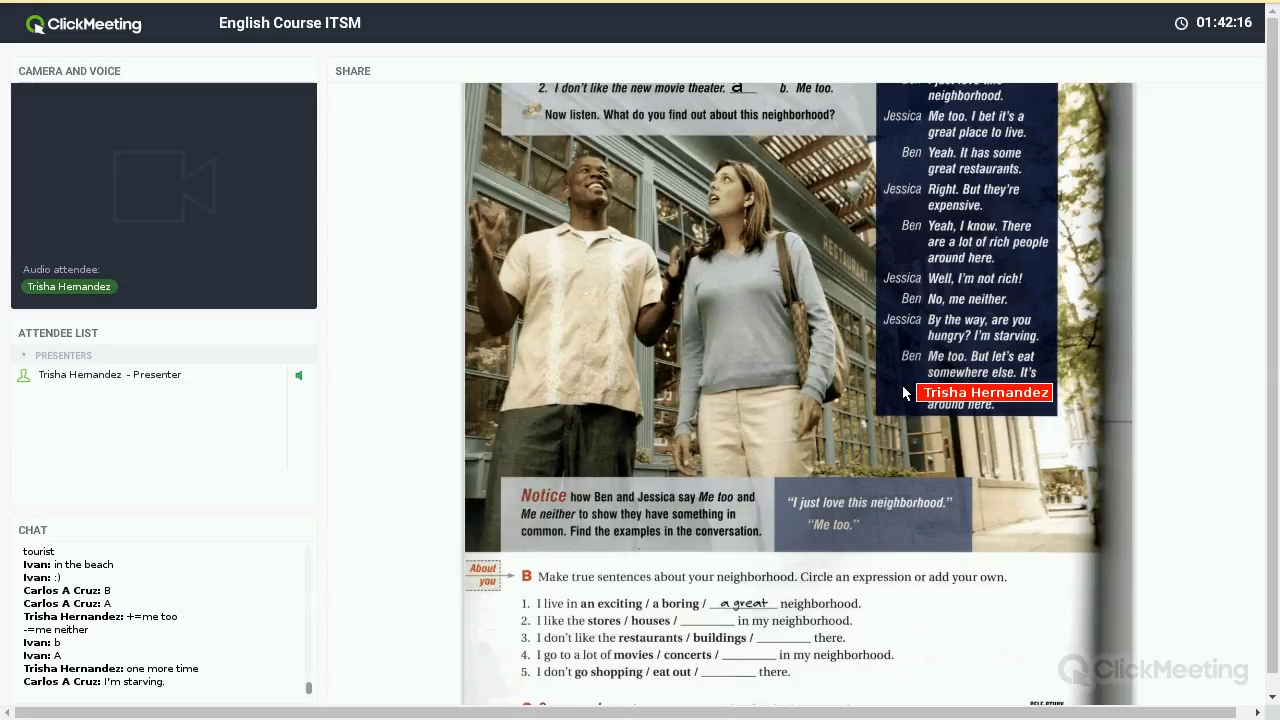 ClickMeeting
English Course ITSM
01:42:16
CAMERA AND VOICE
Audio attendee:
Trisha Hernandez
ATTENDEE LIST
PRESENTERS
Trisha Hernandez - Presenter
CHAT
tourist
Ivan: in the beach
Ivan: :)
Carlos A Cruz: B
Carlos A Cruz: A
Trisha Hernandez: +=me too
-=me neither
Ivan: b
Ivan: A
Trisha Hernandez: one more time
Carlos A Cruz: I'm starving.
SHARE
2. I don't like the new movie theater. a b. Me too.
Now listen. What do you find out about this neighborhood?
neighborhood.
Jessica Me too. I bet it's a
great place to live.
Ben Yeah. It has some
great restaurants.
Jessica Right. But they're
expensive.
Ben Yeah, I know. There
are a lot of rich people
around here.
Jessica Well, I'm not rich!
Ben No, me neither.
Jessica By the way, are you
hungry? I'm starving.
Ben Me too. But let's eat
somewhere else. It's
Trisha Hernandez
around here.
RESTAURANT
Notice how Ben and Jessica say Me too and
Me neither to show they have something in
common. Find the examples in the conversation.
"I just love this neighborhood."
"Me too."
About
you
B Make true sentences about your neighborhood. Circle an expression or add your own.
1. I live in an exciting / a boring / a great neighborhood.
2. I like the stores / houses / ________ in my neighborhood.
3. I don't like the restaurants / buildings / ________ there.
4. I go to a lot of movies / concerts / ________ in my neighborhood.
5. I don't go shopping / eat out / ________ there.
ClickMeeting